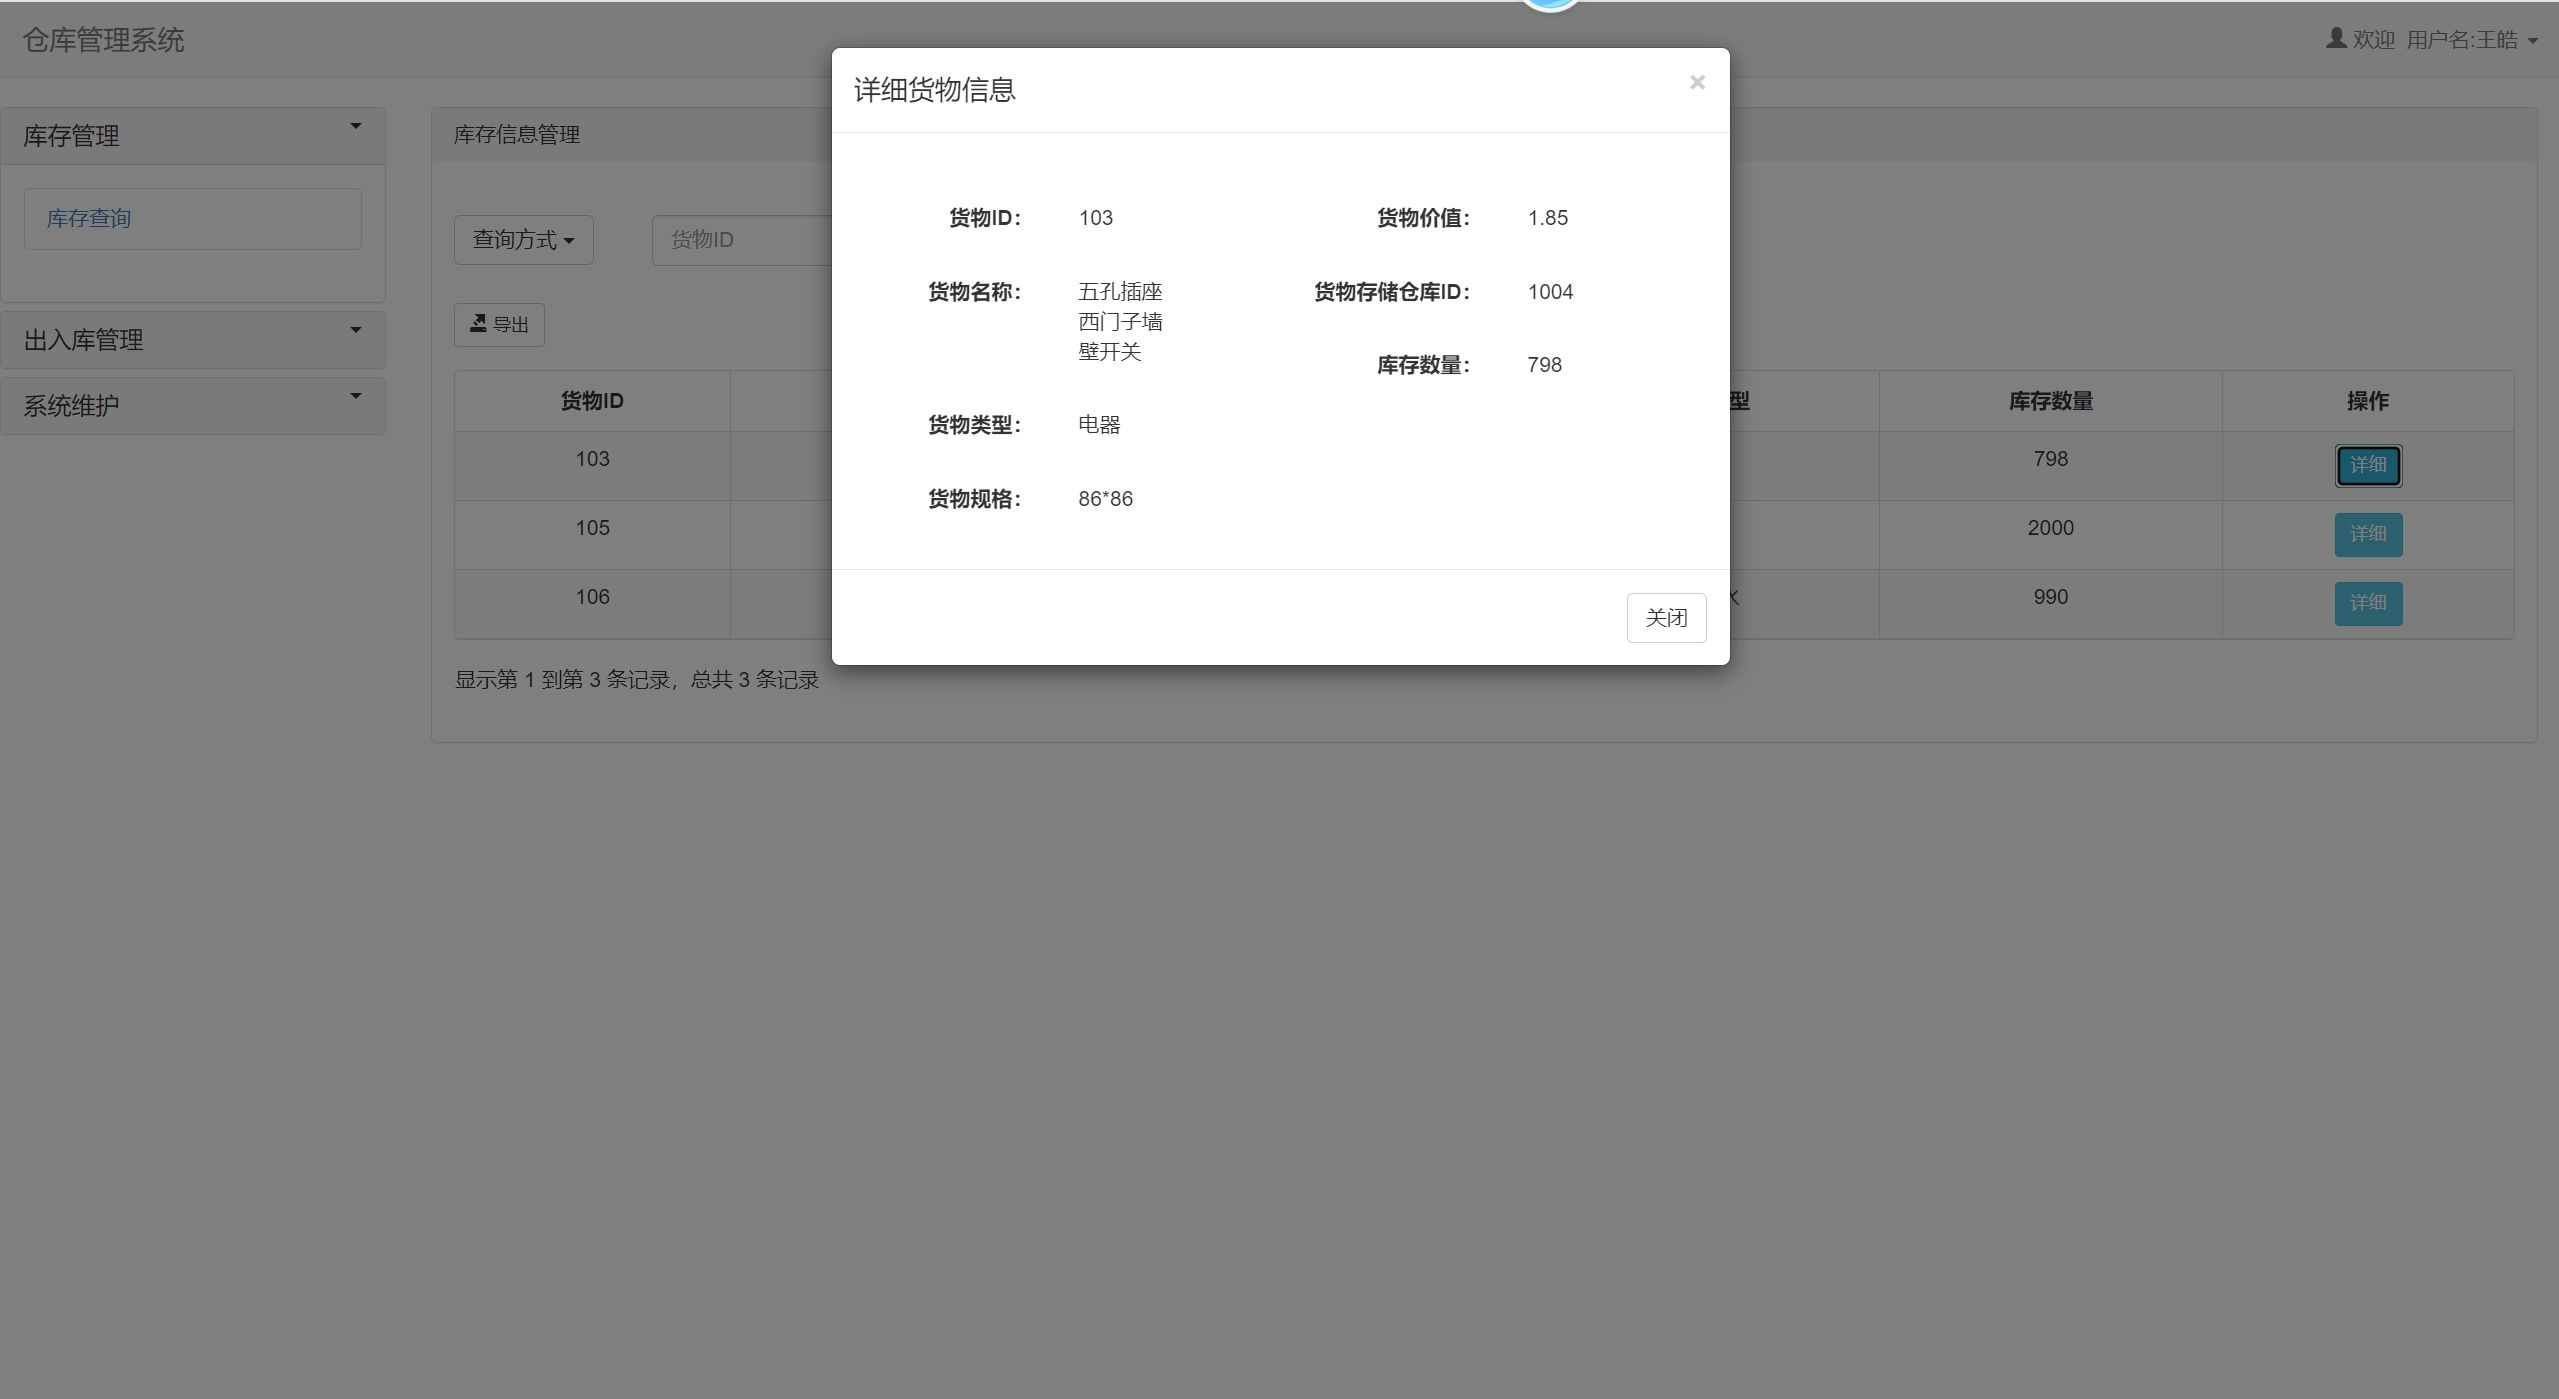 仓库管理系统
欢迎 用户名:王皓
详细货物信息
×
库存管理
库存信息管理
库存查询
货物ID： 103 货物价值： 1.85
查询方式
货物ID
货物名称： 五孔插座
西门子墙
壁开关
货物存储仓库ID： 1004
库存数量： 798
货物类型： 电器
货物规格： 86*86
关闭
出入库管理
系统维护
导出
货物ID 型 库存数量 操作
103 798 详细
105 2000 详细
106 990 详细
显示第 1 到第 3 条记录，总共 3 条记录